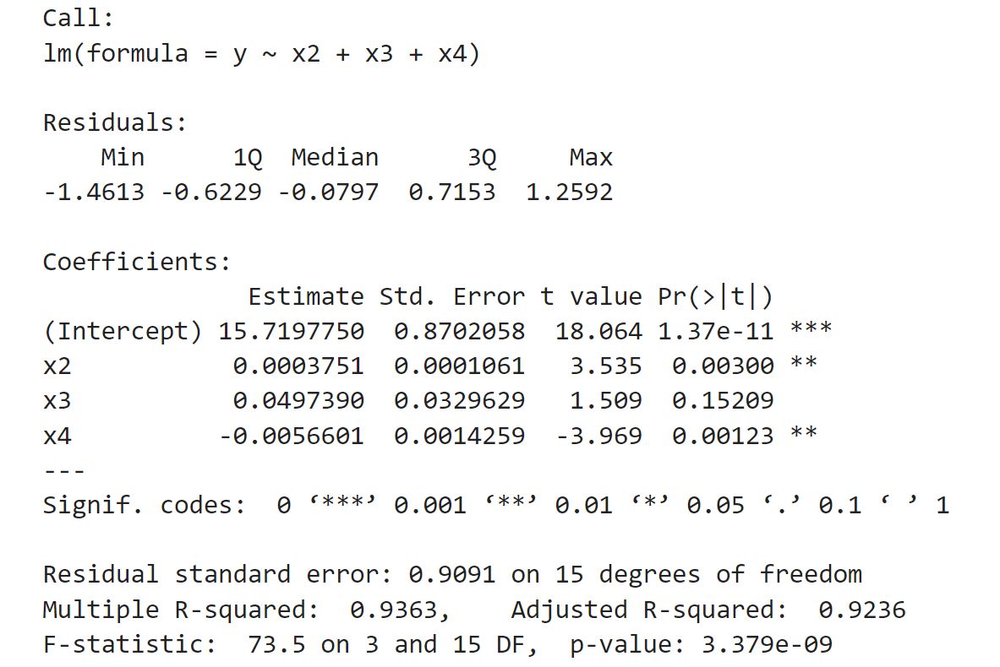 Call:
lm(formula = y ~ x2 + x3 + x4)
Residuals:
    Min      1Q  Median      3Q     Max
-1.4613 -0.6229 -0.0797  0.7153  1.2592
Coefficients:
              Estimate Std. Error t value Pr(>|t|)
(Intercept) 15.7197750  0.8702058  18.064 1.37e-11 ***
x2           0.0003751  0.0001061   3.535  0.00300 **
x3           0.0497390  0.0329629   1.509  0.15209
x4          -0.0056601  0.0014259  -3.969  0.00123 **
---
Signif. codes:  0 ‘***’ 0.001 ‘**’ 0.01 ‘*’ 0.05 ‘.’ 0.1 ‘ ’ 1
Residual standard error: 0.9091 on 15 degrees of freedom
Multiple R-squared:  0.9363,    Adjusted R-squared:  0.9236
F-statistic:  73.5 on 3 and 15 DF,  p-value: 3.379e-09